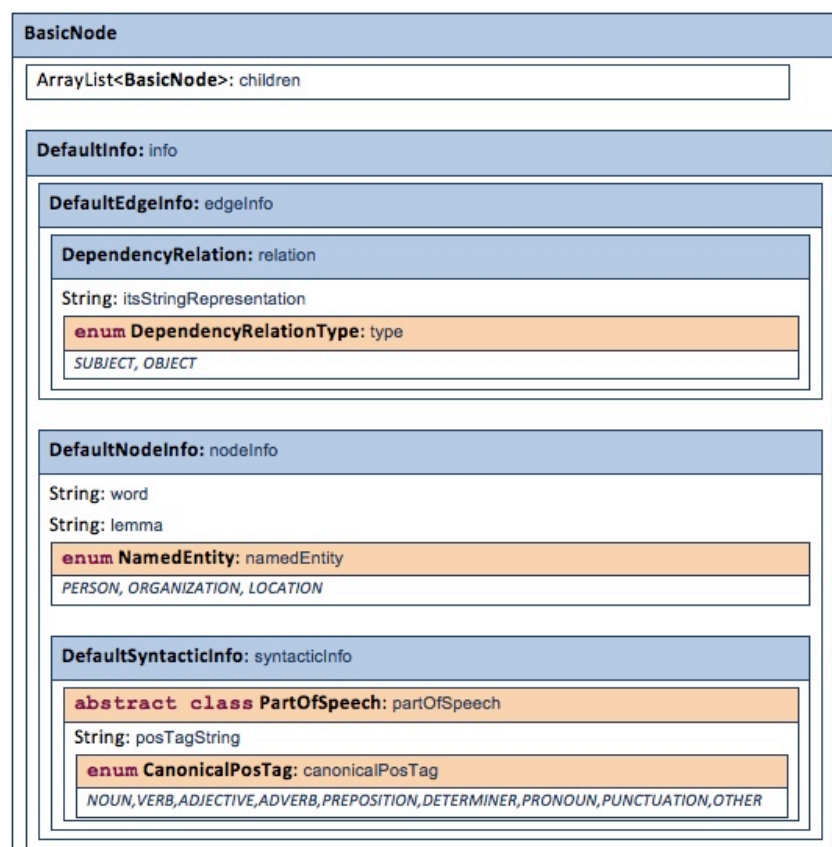 BasicNode
ArrayList<BasicNode>: children
DefaultInfo: info
DefaultEdgeInfo: edgeInfo
DependencyRelation: relation
String: itsStringRepresentation
enum DependencyRelationType: type
SUBJECT, OBJECT
DefaultNodeInfo: nodeInfo
String: word
String: lemma
enum NamedEntity: namedEntity
PERSON, ORGANIZATION, LOCATION
DefaultSyntacticInfo: syntacticInfo
abstract class PartOfSpeech: partOfSpeech
String: posTagString
enum CanonicalPosTag: canonicalPosTag
NOUN,VERB,ADJECTIVE,ADVERB,PREPOSITION,DETERMINER,PRONOUN,PUNCTUATION,OTHER